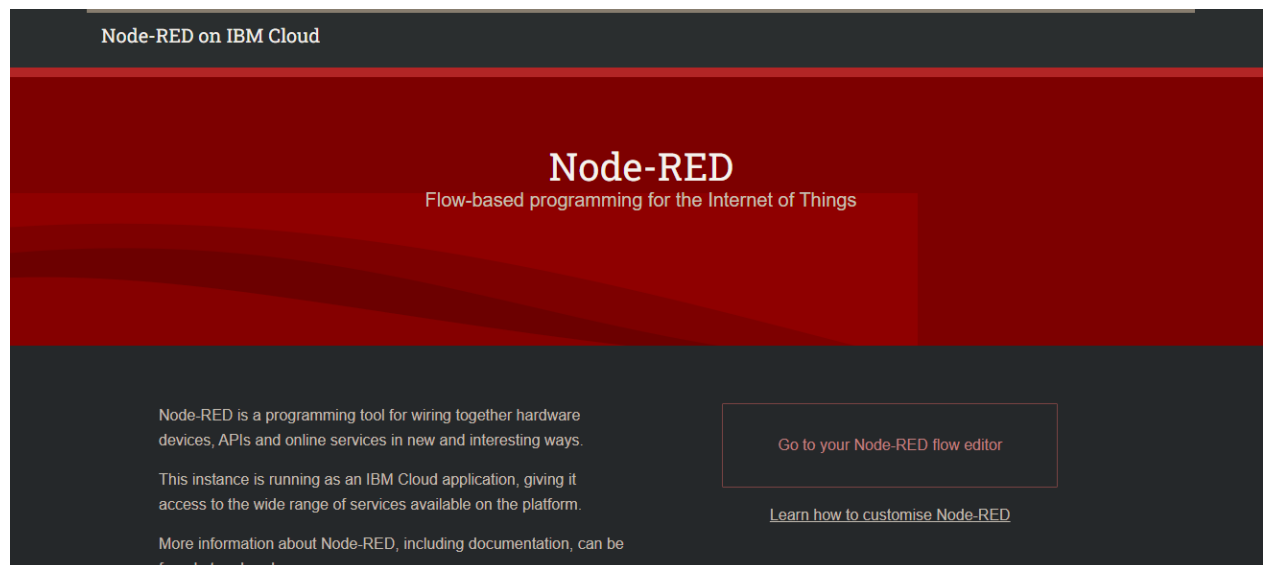 Node-RED on IBM Cloud
Node-RED
Flow-based programming for the Internet of Things
Node-RED is a programming tool for wiring together hardware
devices, APIs and online services in new and interesting ways.
This instance is running as an IBM Cloud application, giving it
access to the wide range of services available on the platform.
More information about Node-RED, including documentation, can be
Go to your Node-RED flow editor
Learn how to customise Node-RED